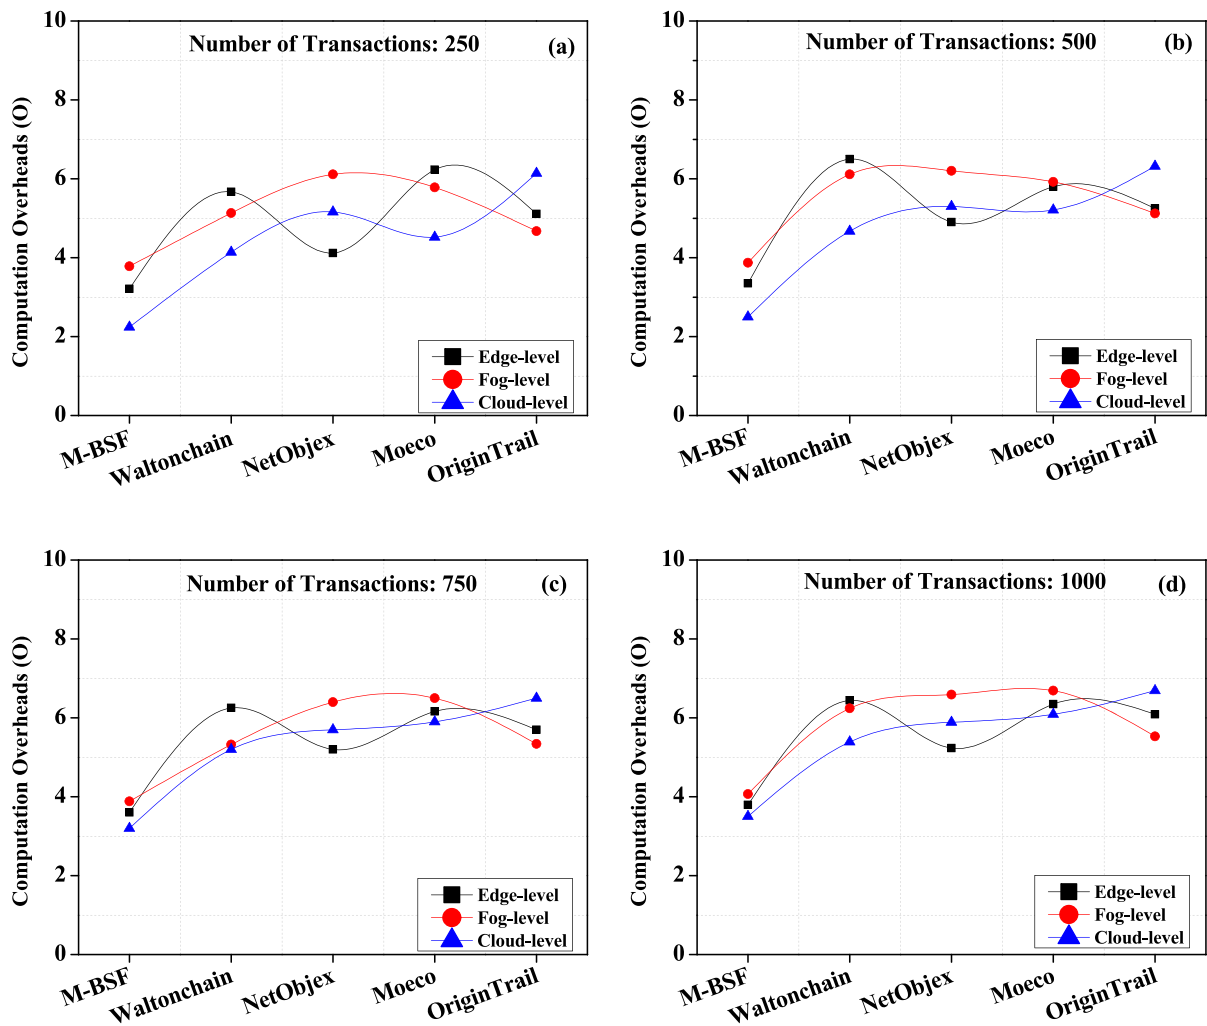 Number of Transactions: 250
(a)
Computation Overheads (O)
10
8
6
4
2
0
Edge-level
Fog-level
Cloud-level
M-BSF
Waltonchain
NetObjex
Moeco
OriginTrail
Number of Transactions: 500
(b)
Computation Overheads (O)
10
8
6
4
2
0
Edge-level
Fog-level
Cloud-level
M-BSF
Waltonchain
NetObjex
Moeco
OriginTrail
Number of Transactions: 750
(c)
Computation Overheads (O)
10
8
6
4
2
0
Edge-level
Fog-level
Cloud-level
M-BSF
Waltonchain
NetObjex
Moeco
OriginTrail
Number of Transactions: 1000
(d)
Computation Overheads (O)
10
8
6
4
2
0
Edge-level
Fog-level
Cloud-level
M-BSF
Waltonchain
NetObjex
Moeco
OriginTrail